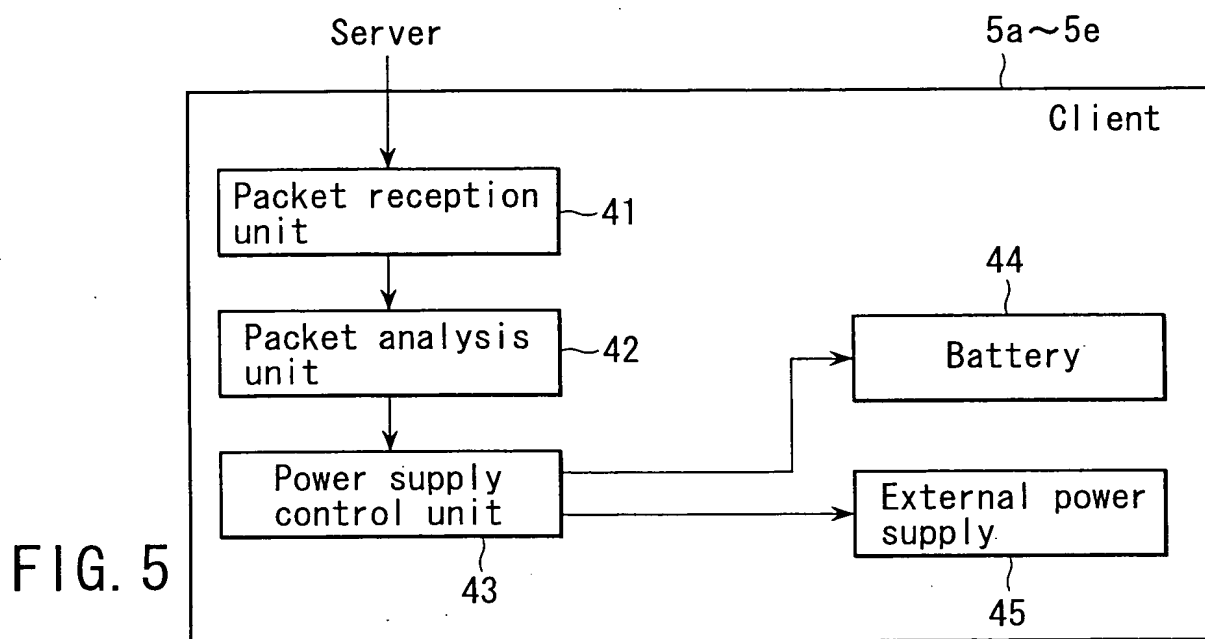 Server
5a~5e
Client
Packet reception
unit
41
44
Packet analysis
unit
42
Battery
Power supply
control unit
External power
supply
FIG. 5
43
45